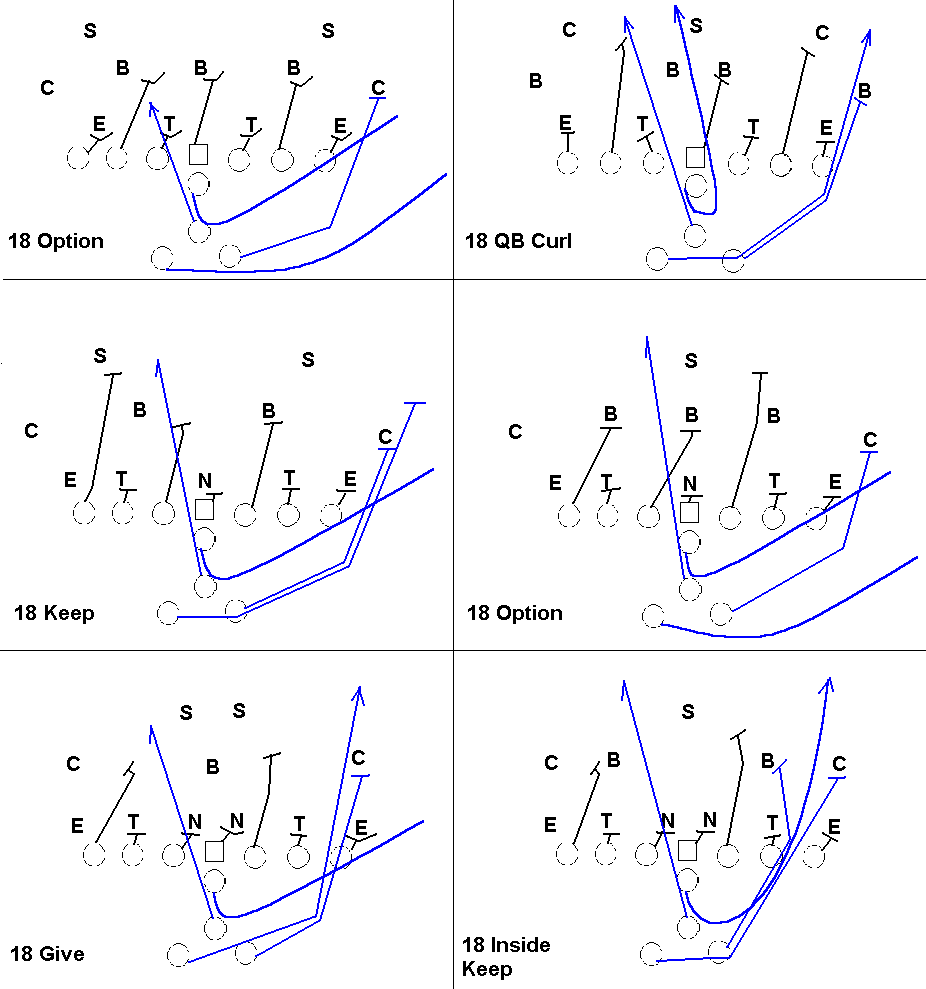 S S
B B B
C C
E T T E
18 Option
C S C
B B B B
E T T E
18 QB Curl
S S
B B
C C
E T N T E
18 Keep
S
C B B B C
E T N T E
18 Option
S S
C B C
E T N N T E
18 Give
S
C B B C
E T N N T E
18 Inside
Keep